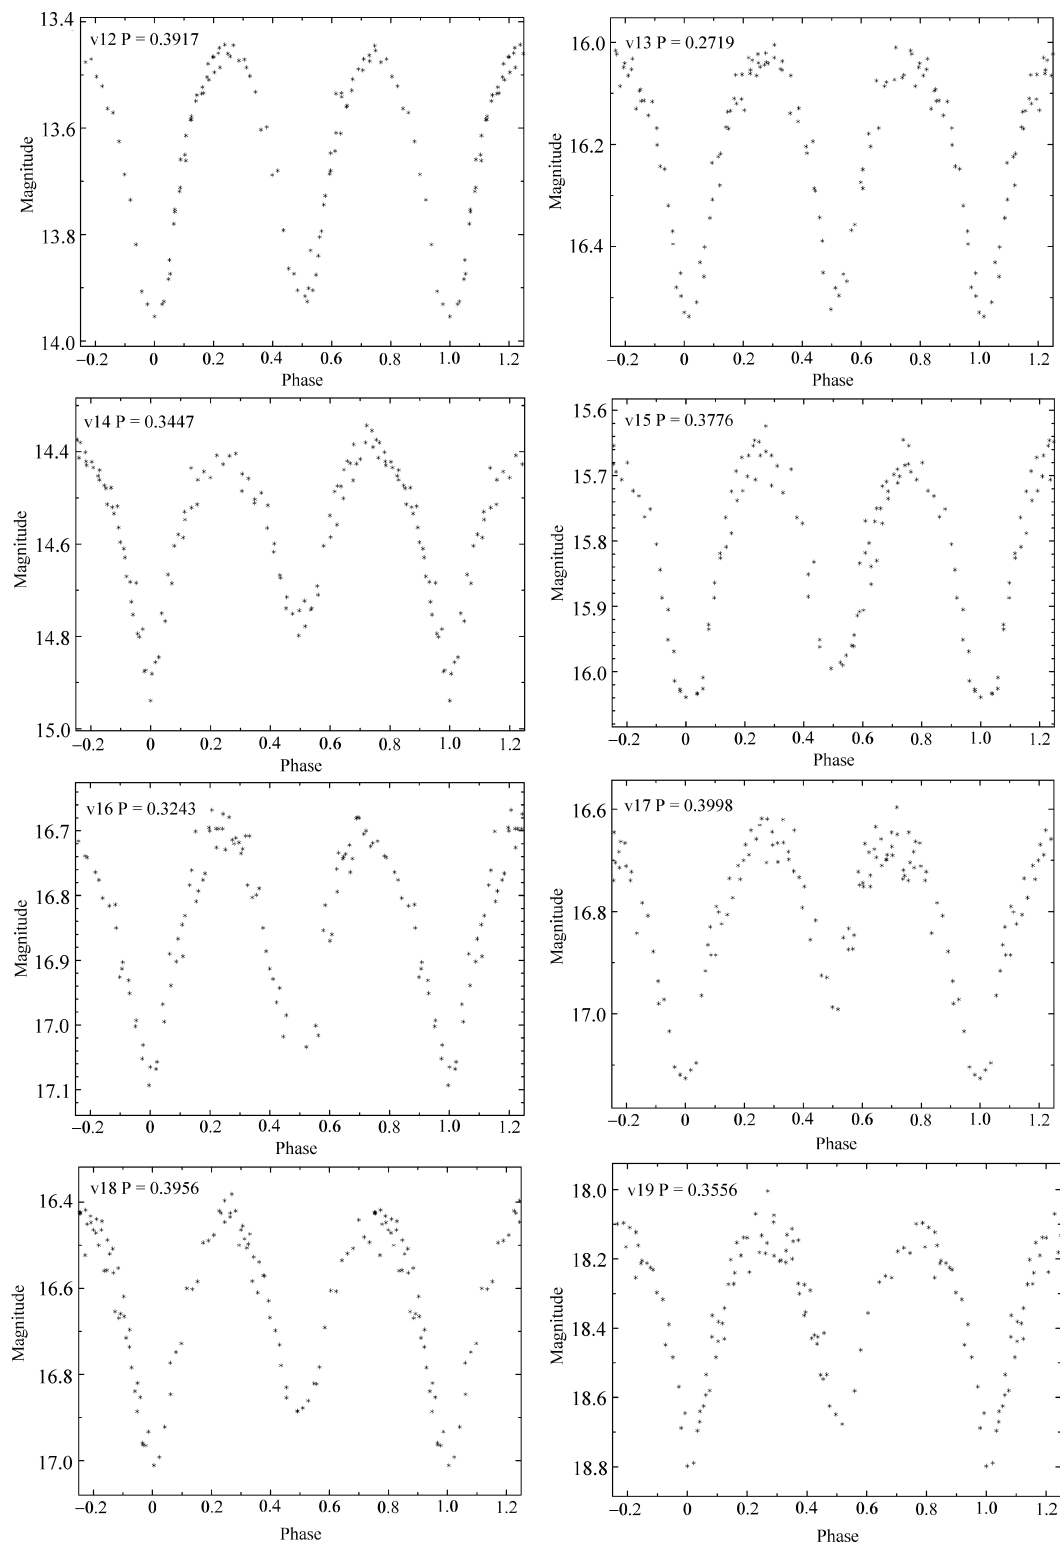 13.4
v12 P = 0.3917
13.6
13.8
14.0
Magnitude
−0.2 0 0.2 0.4 0.6 0.8 1.0 1.2
Phase
v13 P = 0.2719
16.0
16.2
16.4
Magnitude
−0.2 0 0.2 0.4 0.6 0.8 1.0 1.2
Phase
v14 P = 0.3447
14.4
14.6
14.8
15.0
Magnitude
−0.2 0 0.2 0.4 0.6 0.8 1.0 1.2
Phase
15.6
v15 P = 0.3776
15.7
15.8
15.9
16.0
Magnitude
−0.2 0 0.2 0.4 0.6 0.8 1.0 1.2
Phase
v16 P = 0.3243
16.7
16.8
16.9
17.0
17.1
Magnitude
−0.2 0 0.2 0.4 0.6 0.8 1.0 1.2
Phase
v17 P = 0.3998
16.6
16.8
17.0
Magnitude
−0.2 0 0.2 0.4 0.6 0.8 1.0 1.2
Phase
v18 P = 0.3956
16.4
16.6
16.8
17.0
Magnitude
−0.2 0 0.2 0.4 0.6 0.8 1.0 1.2
Phase
v19 P = 0.3556
18.0
18.2
18.4
18.6
18.8
Magnitude
−0.2 0 0.2 0.4 0.6 0.8 1.0 1.2
Phase